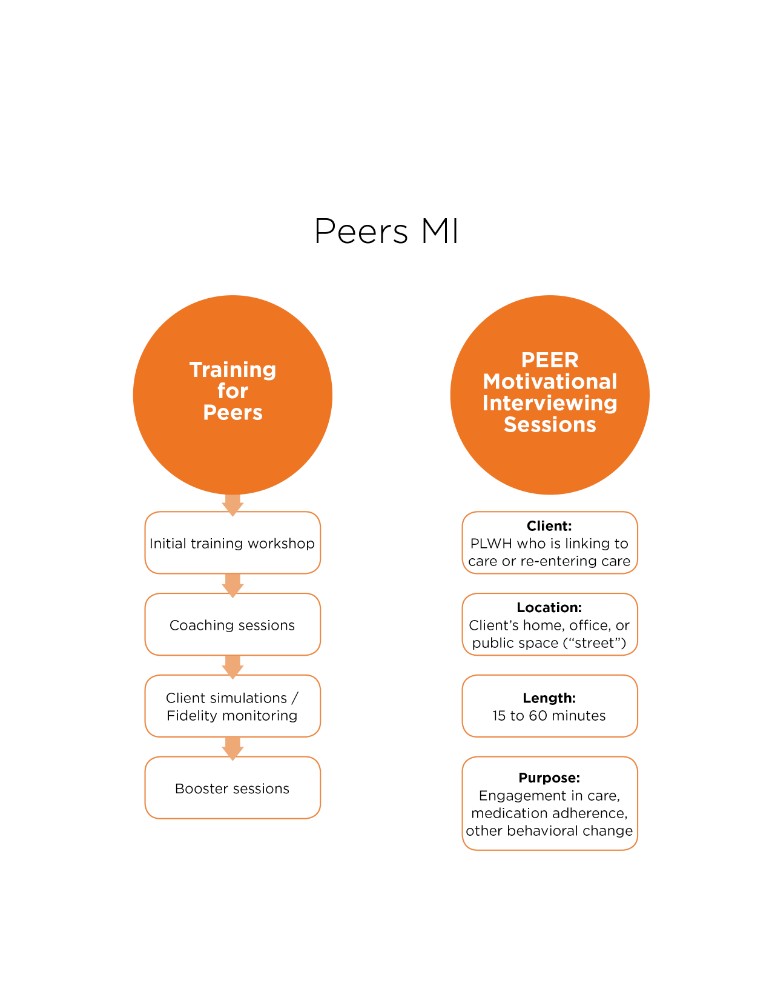 Peers MI
Training
for
Peers
Initial training workshop
Coaching sessions
Client simulations /
Fidelity monitoring
Booster sessions
PEER
Motivational
Interviewing
Sessions
Client:
PLWH who is linking to
care or re-entering care
Location:
Client’s home, office, or
public space (“street”)
Length:
15 to 60 minutes
Purpose:
Engagement in care,
medication adherence,
other behavioral change